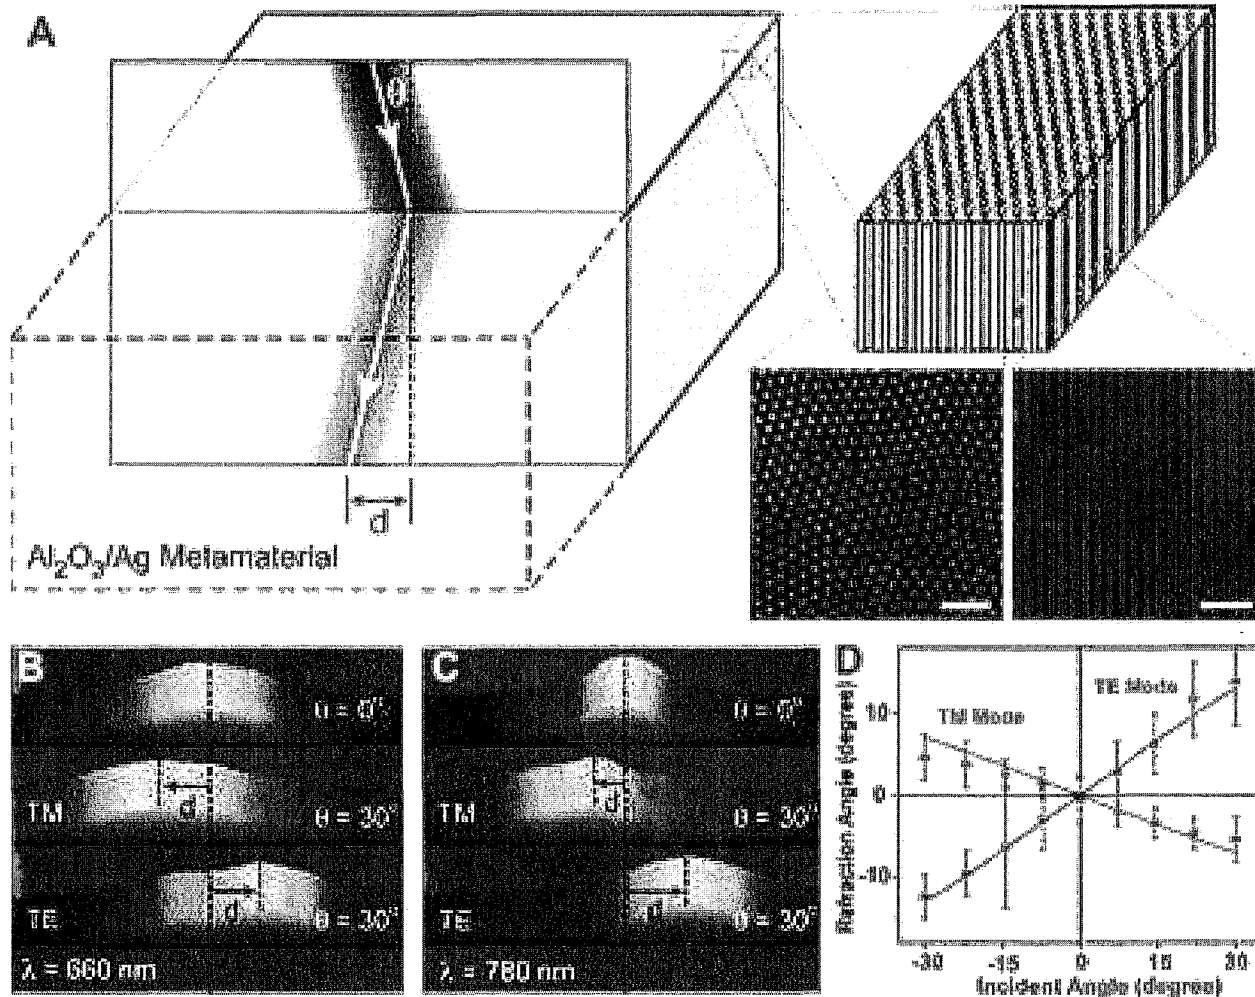 A
θ
d
Al₂O₃/Ag Metamaterial
B
θ = 0°
d
TM
θ = 30°
d
TE
θ = 30°
λ = 660 nm
C
θ = 0°
d
TM
θ = 30°
d
TE
θ = 30°
λ = 780 nm
D
Refraction Angle (degree)
TM Mode
TE Mode
10
0
-10
-30
-15
0
15
30
Incident Angle (degree)